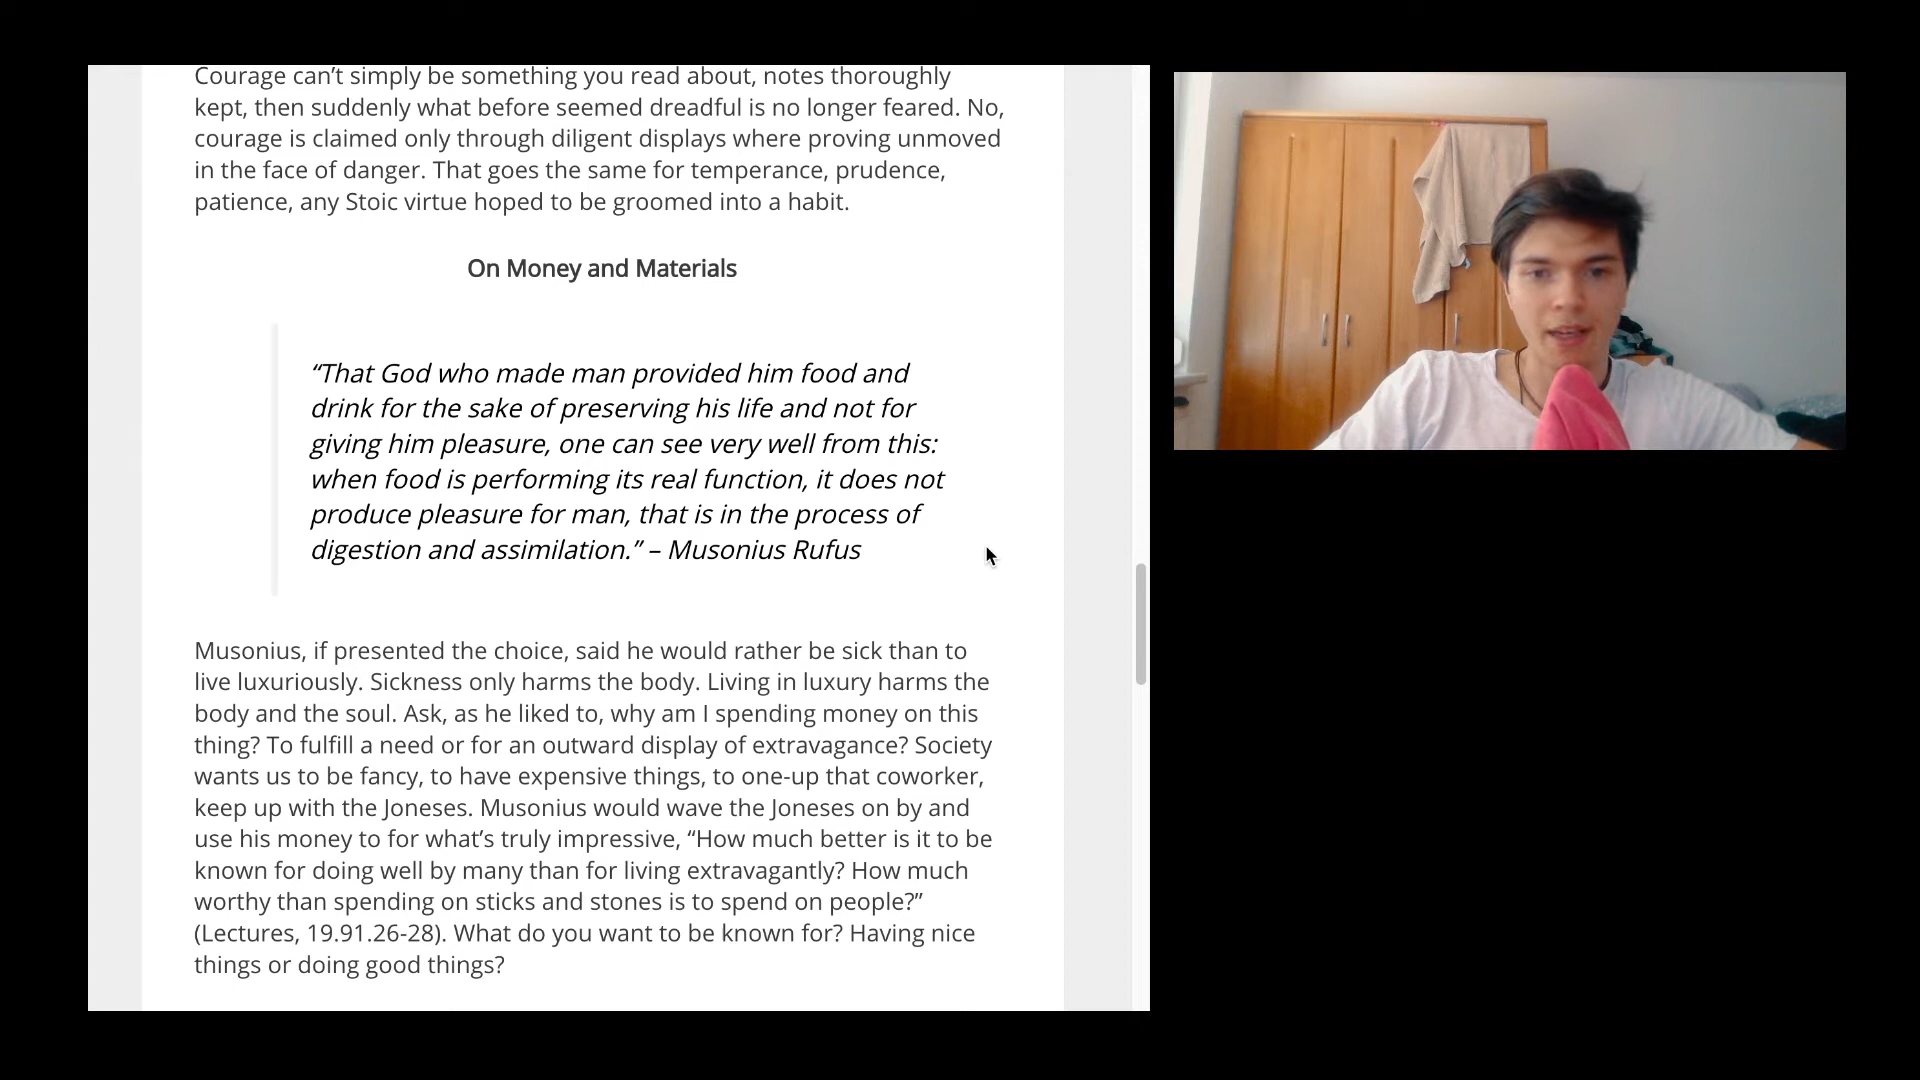 Courage can’t simply be something you read about, notes thoroughly
kept, then suddenly what before seemed dreadful is no longer feared. No,
courage is claimed only through diligent displays where proving unmoved
in the face of danger. That goes the same for temperance, prudence,
patience, any Stoic virtue hoped to be groomed into a habit.
On Money and Materials
“That God who made man provided him food and
drink for the sake of preserving his life and not for
giving him pleasure, one can see very well from this:
when food is performing its real function, it does not
produce pleasure for man, that is in the process of
digestion and assimilation.” – Musonius Rufus
Musonius, if presented the choice, said he would rather be sick than to
live luxuriously. Sickness only harms the body. Living in luxury harms the
body and the soul. Ask, as he liked to, why am I spending money on this
thing? To fulfill a need or for an outward display of extravagance? Society
wants us to be fancy, to have expensive things, to one-up that coworker,
keep up with the Joneses. Musonius would wave the Joneses on by and
use his money to for what’s truly impressive, “How much better is it to be
known for doing well by many than for living extravagantly? How much
worthy than spending on sticks and stones is to spend on people?”
(Lectures, 19.91.26-28). What do you want to be known for? Having nice
things or doing good things?